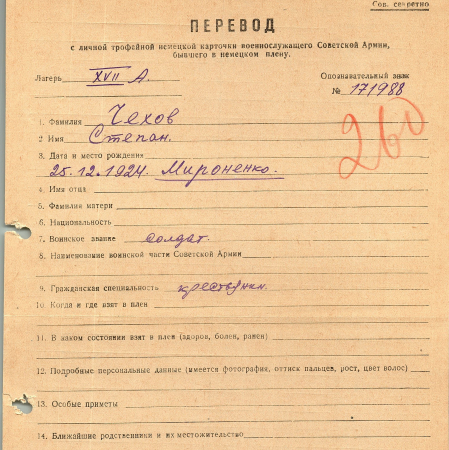 Сов. секретно
ПЕРЕВОД
с личной трофейной немецкой карточки военнослужащего Советской Армии,
бывшего в немецком плену.
Лагерь XVII A.
Опознавательный знак
№ 171988
260
1. Фамилия Чехов
2 Имя Степан.
3. Дата и место рождения
25.12.1924. Мироненко.
4. Имя отца
5. Фамилия матери
6. Национальность
7. Воинское звание солдат.
8. Наименование воинской части Советской Армии
9. Гражданская специальность крестьянин.
10. Когда и где взят в плен
11. В каком состоянии взят в плен (здоров, болен, ранен)
12. Подробные персональные данные (имеется фотография, оттиск пальцев, рост, цвет волос)
13. Особые приметы
14. Ближайшие родственники и их местожительство